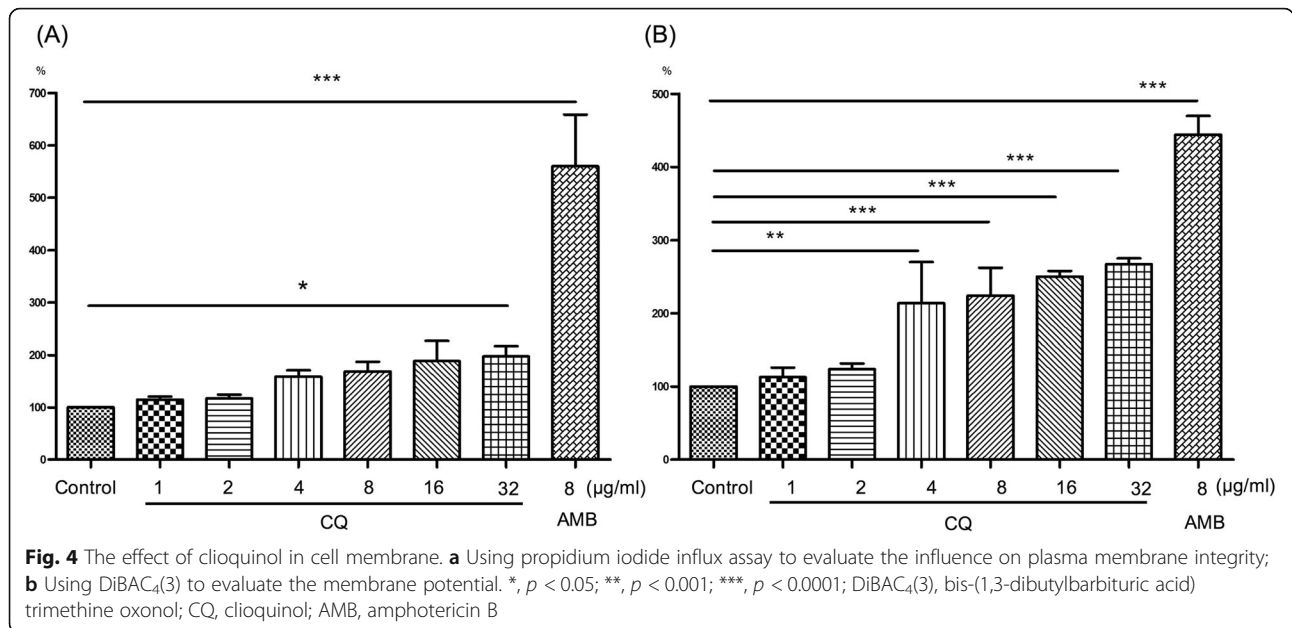 (A)
(B)
%
700
600
500
400
300
200
100
0
***
*
Control 1 2 4 8 16 32 8 (µg/ml)
CQ AMB
%
500
400
300
200
100
0
***
***
***
***
**
Control 1 2 4 8 16 32 8 (µg/ml)
CQ AMB
Fig. 4 The effect of clioquinol in cell membrane. a Using propidium iodide influx assay to evaluate the influence on plasma membrane integrity;
b Using DiBAC₄(3) to evaluate the membrane potential. *, p < 0.05; **, p < 0.001; ***, p < 0.0001; DiBAC₄(3), bis-(1,3-dibutylbarbituric acid)
trimethine oxonol; CQ, clioquinol; AMB, amphotericin B